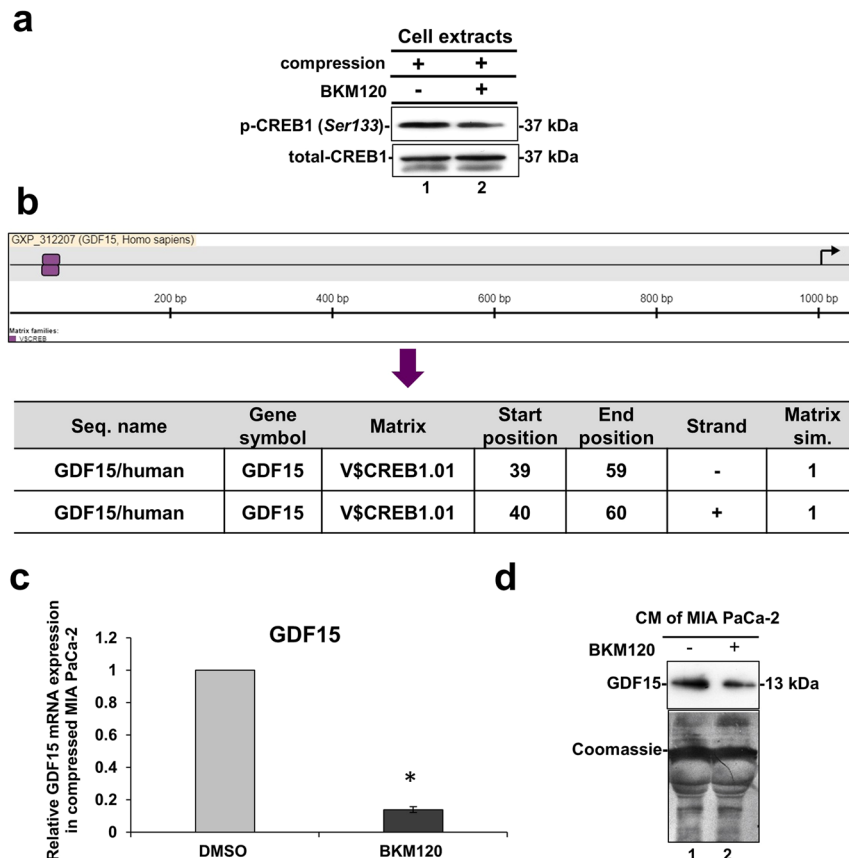 a
Cell extracts
compression + +
BKM120 - +
p-CREB1 (Ser133)- -37 kDa
total-CREB1- -37 kDa
1 2
b
GXP_312207 (GDF15, Homo sapiens)
200 bp 400 bp 600 bp 800 bp 1000 bp
Matrix families:
V$CREB
Seq. name Gene symbol Matrix Start position End position Strand Matrix sim.
GDF15/human GDF15 V$CREB1.01 39 59 - 1
GDF15/human GDF15 V$CREB1.01 40 60 + 1
c
Relative GDF15 mRNA expression
in compressed MIA PaCa-2
GDF15
1.2
1
0.8
0.6
0.4
0.2
0
*
DMSO BKM120
d
CM of MIA PaCa-2
BKM120 - +
GDF15- -13 kDa
Coomassie-
1 2